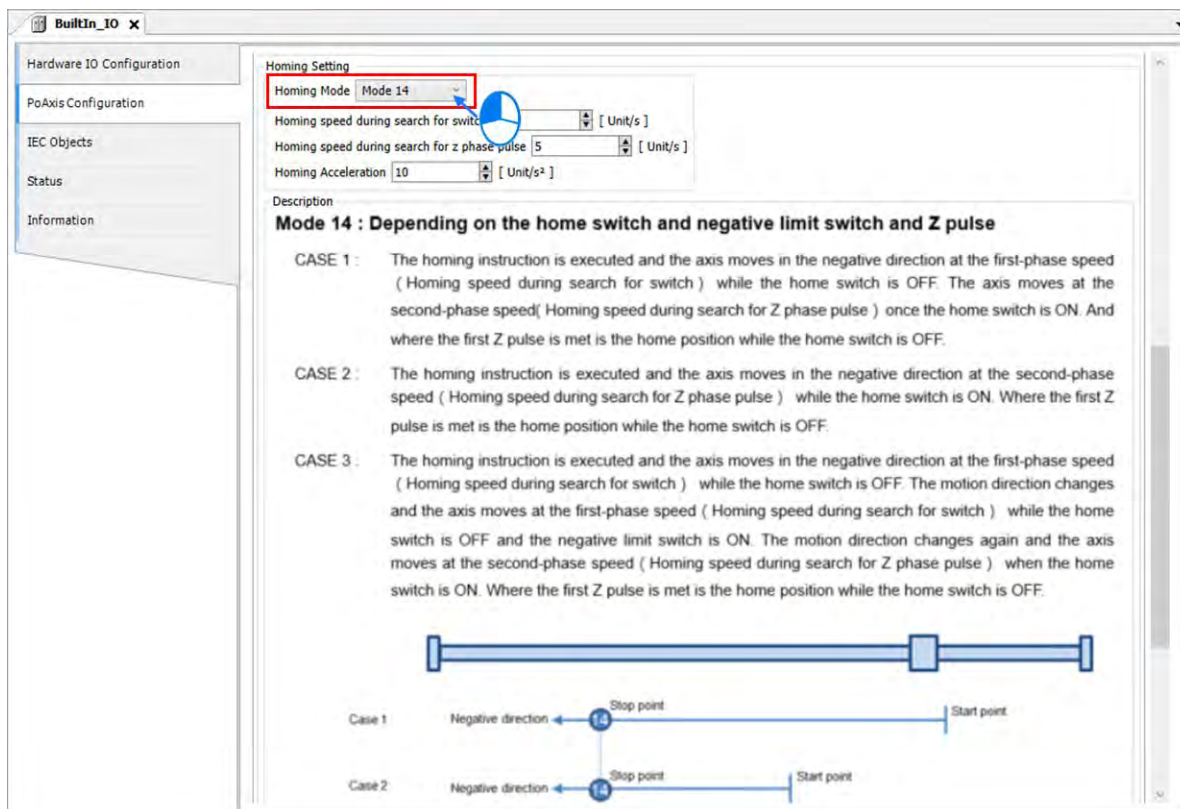 BuiltIn_IO
Hardware IO Configuration
PoAxis Configuration
IEC Objects
Status
Information
Homing Setting
Homing Mode Mode 14
Homing speed during search for switc [ Unit/s ]
Homing speed during search for z phase pulse 5 [ Unit/s ]
Homing Acceleration 10 [ Unit/s² ]
Description
Mode 14 : Depending on the home switch and negative limit switch and Z pulse
CASE 1 : The homing instruction is executed and the axis moves in the negative direction at the first-phase speed
( Homing speed during search for switch ) while the home switch is OFF. The axis moves at the
second-phase speed( Homing speed during search for Z phase pulse ) once the home switch is ON. And
where the first Z pulse is met is the home position while the home switch is OFF.
CASE 2 : The homing instruction is executed and the axis moves in the negative direction at the second-phase
speed ( Homing speed during search for Z phase pulse ) while the home switch is ON. Where the first Z
pulse is met is the home position while the home switch is OFF.
CASE 3 : The homing instruction is executed and the axis moves in the negative direction at the first-phase speed
( Homing speed during search for switch ) while the home switch is OFF. The motion direction changes
and the axis moves at the first-phase speed ( Homing speed during search for switch ) while the home
switch is OFF and the negative limit switch is ON. The motion direction changes again and the axis
moves at the second-phase speed ( Homing speed during search for Z phase pulse ) when the home
switch is ON. Where the first Z pulse is met is the home position while the home switch is OFF.
Case 1 Negative direction 14 Stop point Start point
Case 2 Negative direction 14 Stop point Start point